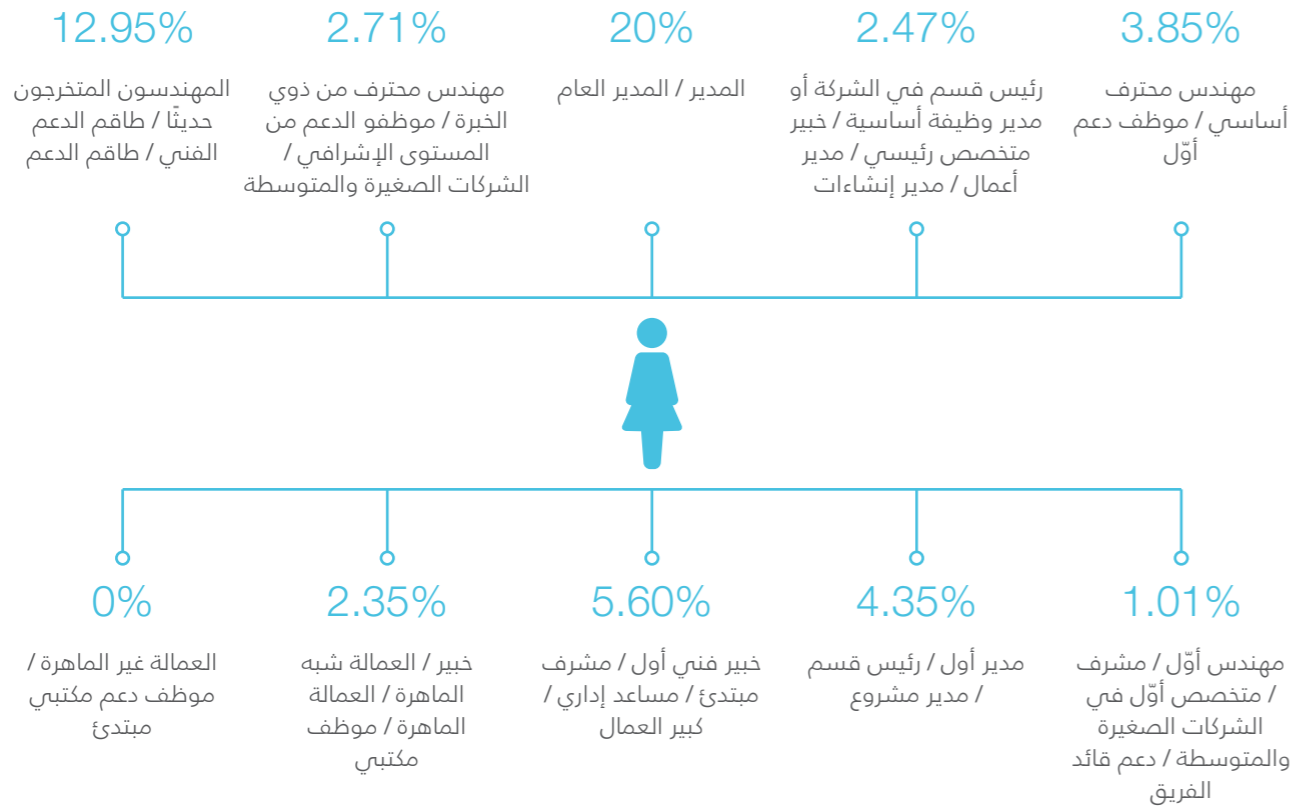 3.85%
مهندس محترف
أساسي / موظف دعم
أوّل
2.47%
رئيس قسم في الشركة أو
مدير وظيفة أساسية / خبير
متخصص رئيسي / مدير
أعمال / مدير إنشاءات
20%
المدير / المدير العام
2.71%
مهندس محترف من ذوي
الخبرة / موظفو الدعم من
المستوى الإشرافي /
الشركات الصغيرة والمتوسطة
12.95%
المهندسون المتخرجون
حديثًا / طاقم الدعم
الفني / طاقم الدعم
1.01%
مهندس أوّل / مشرف
/ متخصص أوّل في
الشركات الصغيرة
والمتوسطة / دعم قائد
الفريق
4.35%
مدير أول / رئيس قسم
/ مدير مشروع
5.60%
خبير فني أول / مشرف
مبتدئ / مساعد إداري /
كبير العمال
2.35%
خبير / العمالة شبه
الماهرة / العمالة
الماهرة / موظف
مكتبي
0%
العمالة غير الماهرة /
موظف دعم مكتبي
مبتدئ